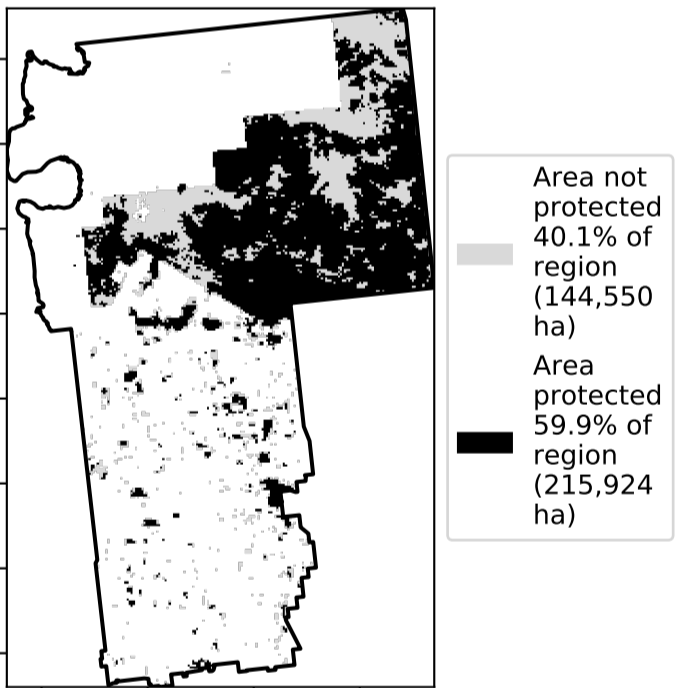 Area not
protected
40.1% of
region
(144,550
ha)
Area
protected
59.9% of
region
(215,924
ha)